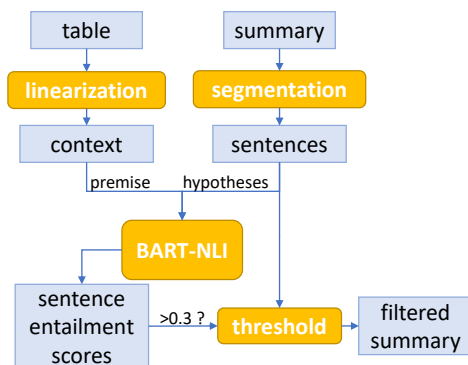 table
summary
linearization
segmentation
context
sentences
premise
hypotheses
BART-NLI
sentence
entailment
scores
>0.3 ?
threshold
filtered
summary